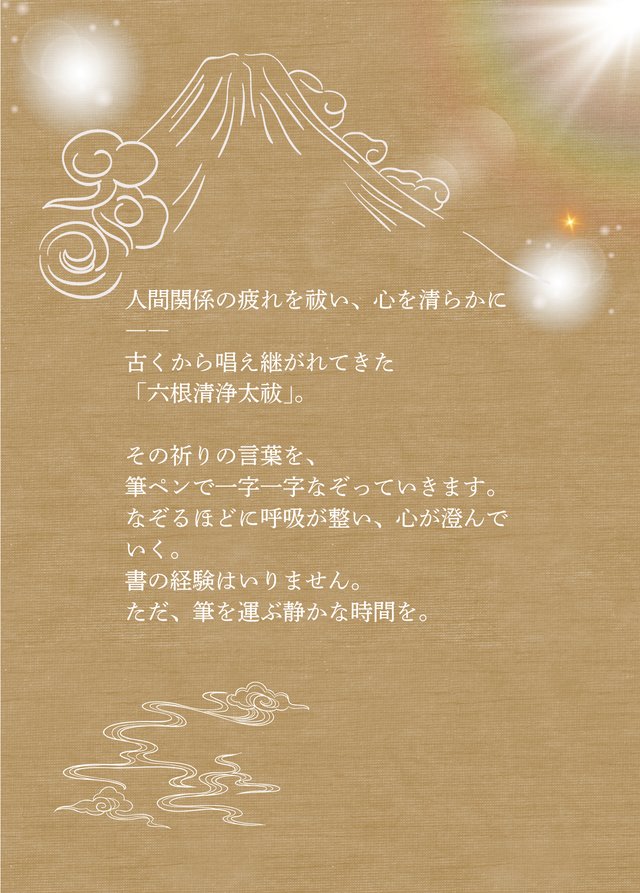 人間関係の疲れを祓い、心を清らかに
――
古くから唱え継がれてきた
「六根清浄太祓」。
その祈りの言葉を、
筆ペンで一字一字なぞっていきます。
なぞるほどに呼吸が整い、心が澄んで
いく。
書の経験はいりません。
ただ、筆を運ぶ静かな時間を。